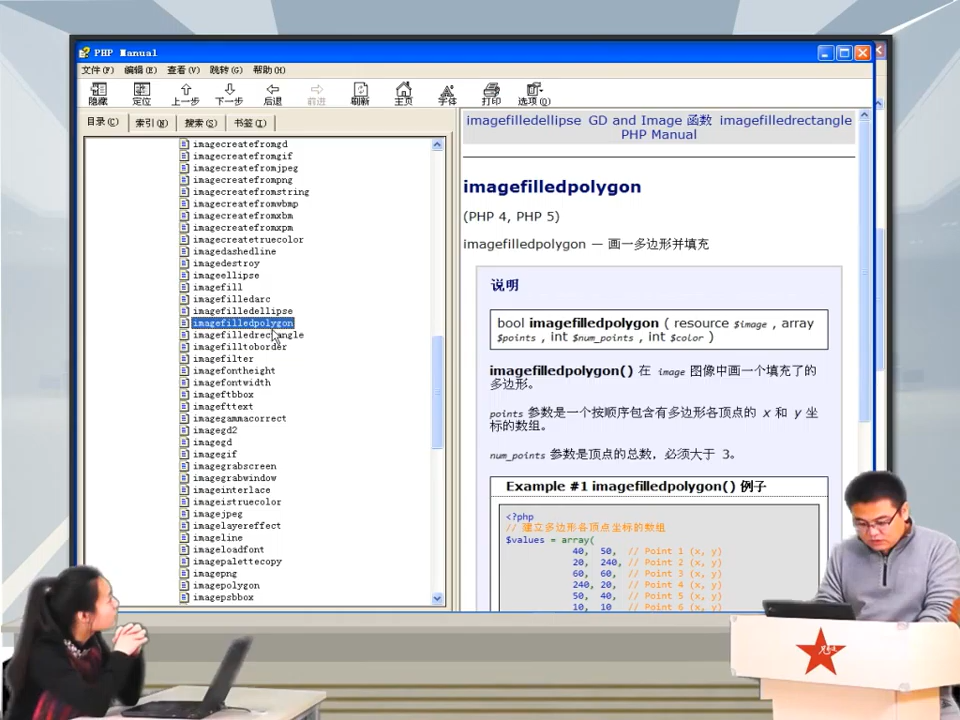 PHP Manual
文件(F) 编辑(E) 查看(V) 跳转(G) 帮助(H)
隐藏 定位 上一步 下一步 后退 前进 刷新 主页 字体 打印 选项(O)
目录(C) 索引(N) 搜索(S) 书签(I)
imagecreatefromgd
imagecreatefromgif
imagecreatefromjpeg
imagecreatefrompng
imagecreatefromstring
imagecreatefromwbmp
imagecreatefromxbm
imagecreatefromxpm
imagecreatetruecolor
imagedashedline
imagedestroy
imageellipse
imagefill
imagefilledarc
imagefilledellipse
imagefilledpolygon
imagefilledrectangle
imagefilltoborder
imagefilter
imagefontheight
imagefontwidth
imageftbbox
imagefttext
imagegammacorrect
imagegd2
imagegd
imagegif
imagegrabscreen
imagegrabwindow
imageinterlace
imageistruecolor
imagejpeg
imagelayereffect
imageline
imageloadfont
imagepalettecopy
imagepng
imagepolygon
imagepsbbox
imagefilledellipse GD and Image 函数 imagefilledrectangle
PHP Manual
imagefilledpolygon
(PHP 4, PHP 5)
imagefilledpolygon — 画一多边形并填充
说明
bool imagefilledpolygon ( resource $image , array
$points , int $num_points , int $color )
imagefilledpolygon() 在 image 图像中画一个填充了的
多边形。
points 参数是一个按顺序包含有多边形各顶点的 x 和 y 坐
标的数组。
num_points 参数是顶点的总数，必须大于 3。
Example #1 imagefilledpolygon() 例子
<?php
// 建立多边形各顶点坐标的数组
$values = array(
40, 50, // Point 1 (x, y)
20, 240, // Point 2 (x, y)
60, 60, // Point 3 (x, y)
240, 20, // Point 4 (x, y)
50, 40, // Point 5 (x, y)
10, 10 // Point 6 (x, y)